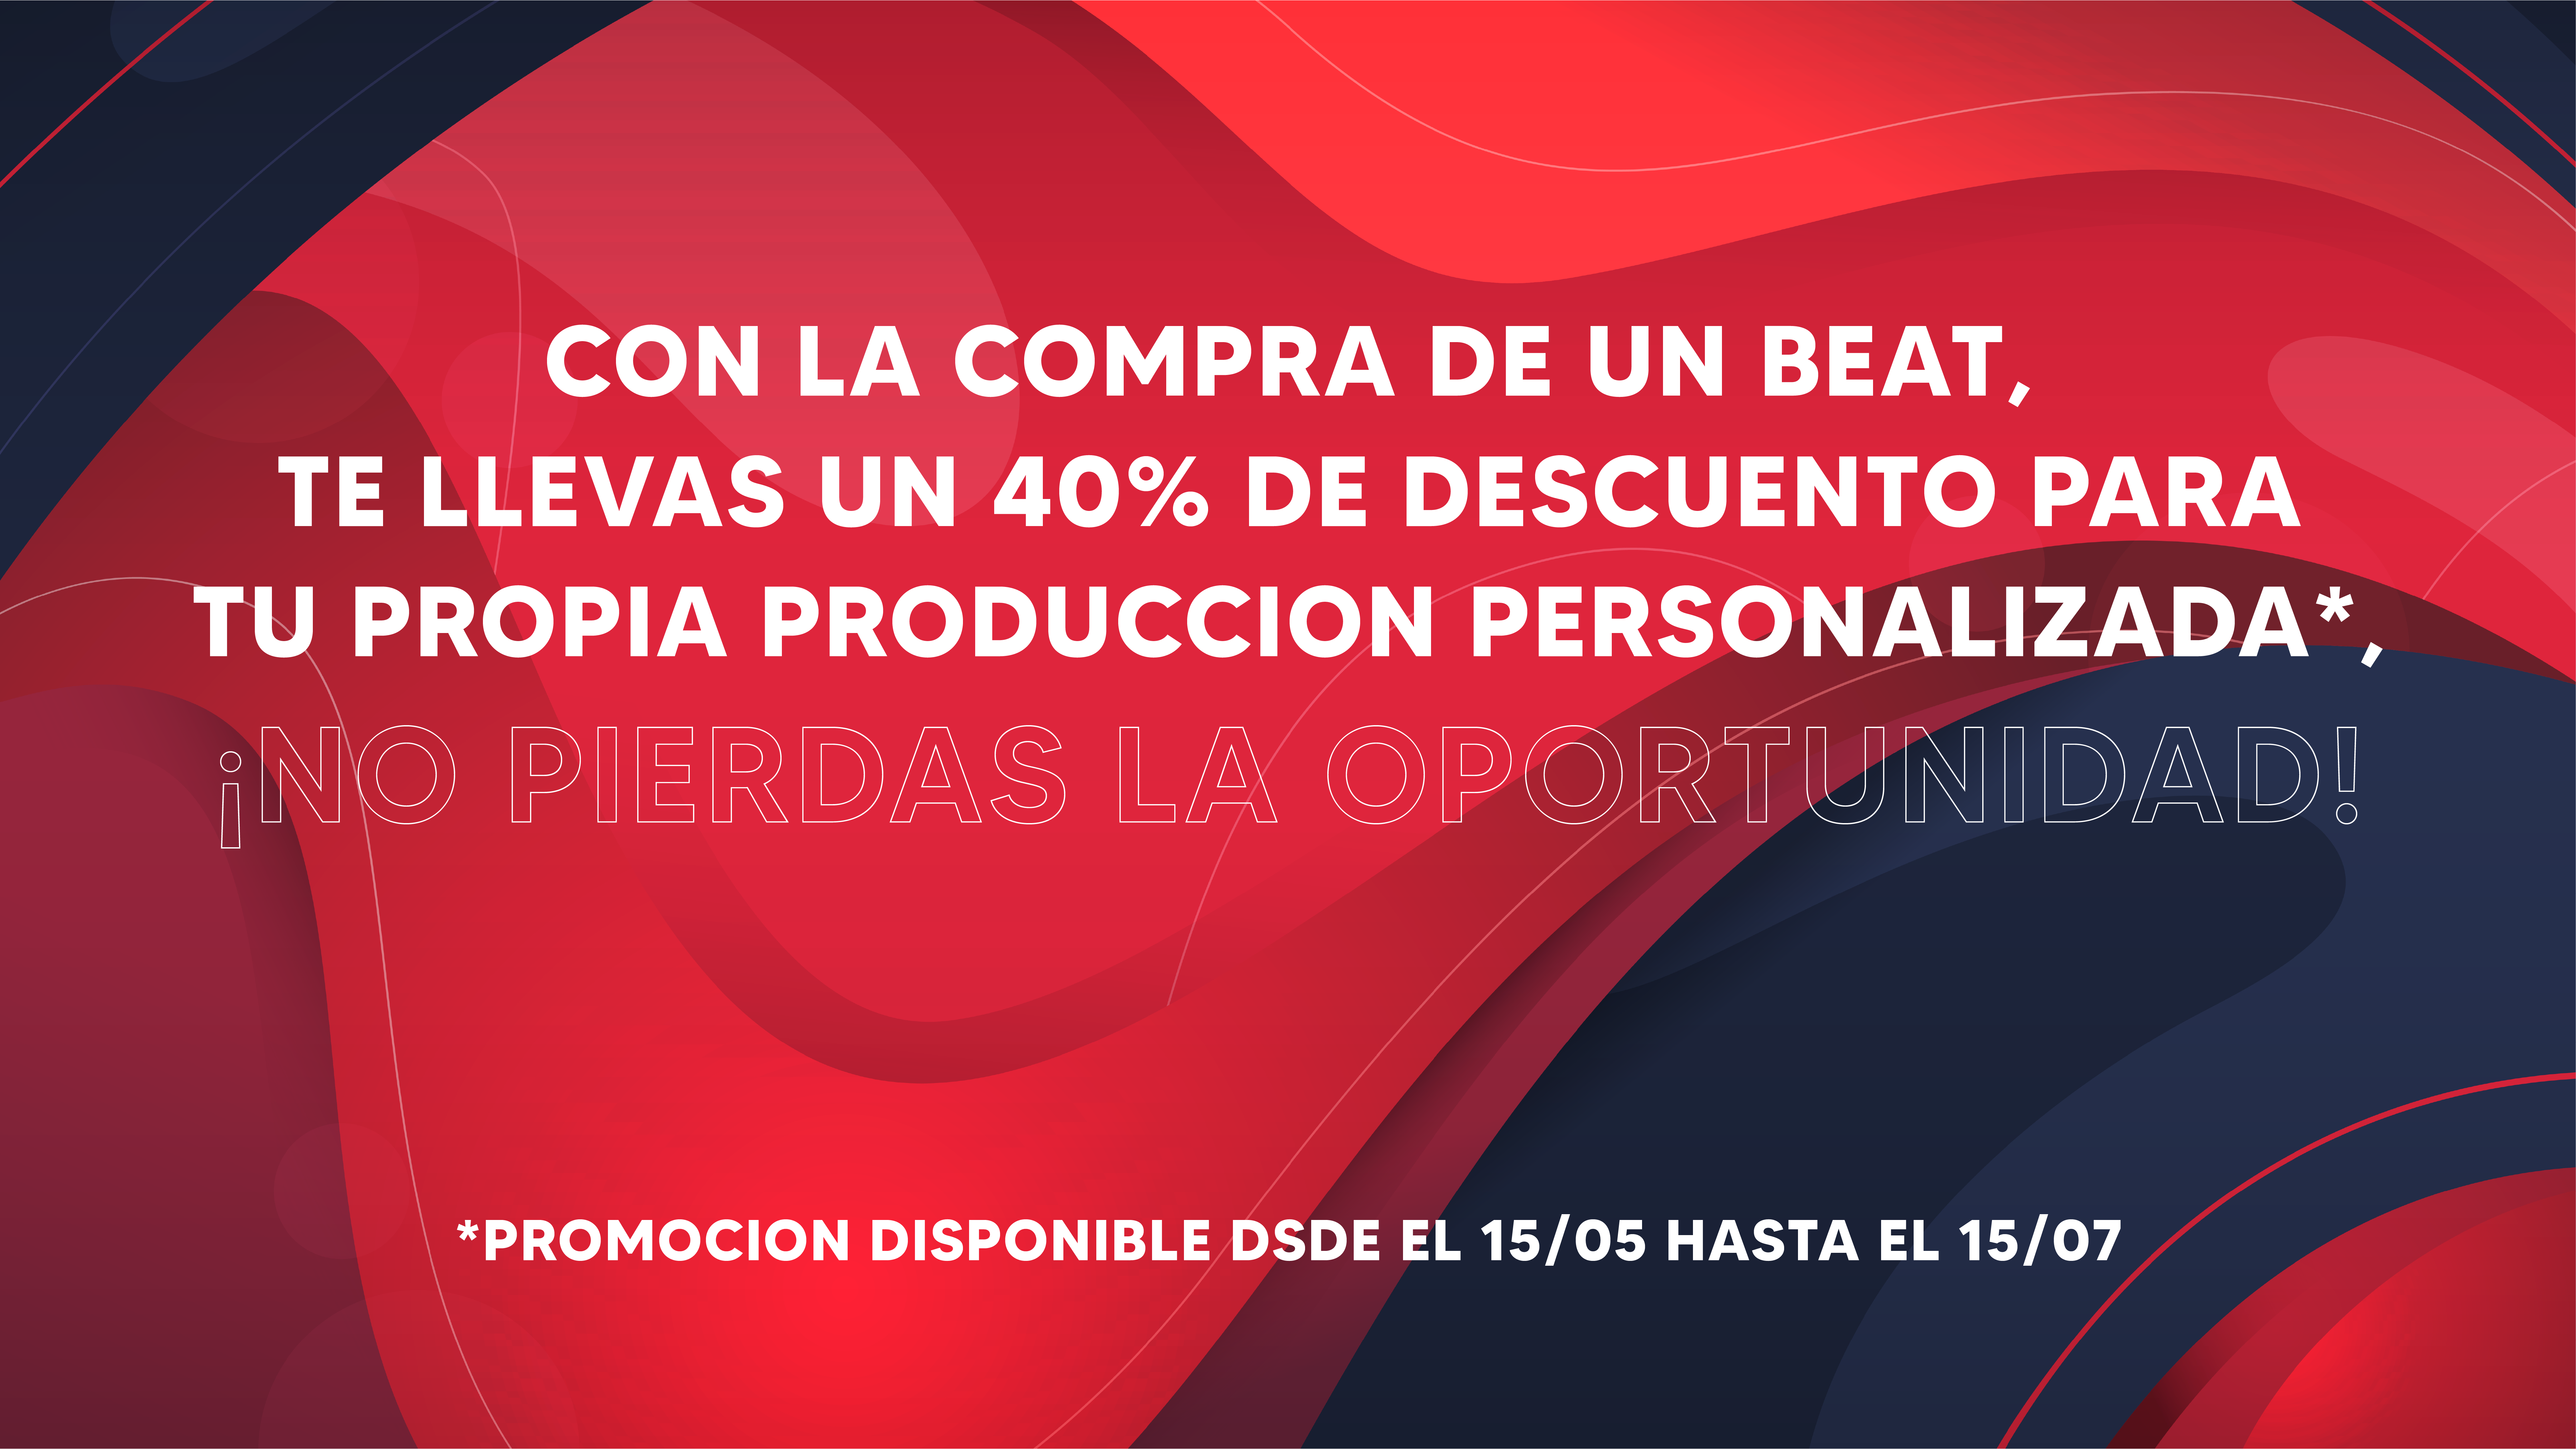 CON LA COMPRA DE UN BEAT,
TE LLEVAS UN 40% DE DESCUENTO PARA
TU PROPIA PRODUCCION PERSONALIZADA*,
¡NO PIERDAS LA OPORTUNIDAD!
*PROMOCION DISPONIBLE DSDE EL 15/05 HASTA EL 15/07